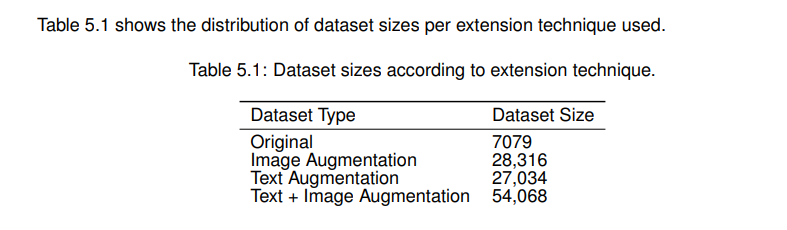 Table 5.1 shows the distribution of dataset sizes per extension technique used.
Table 5.1: Dataset sizes according to extension technique.
Dataset Type Dataset Size
Original 7079
Image Augmentation 28,316
Text Augmentation 27,034
Text + Image Augmentation 54,068